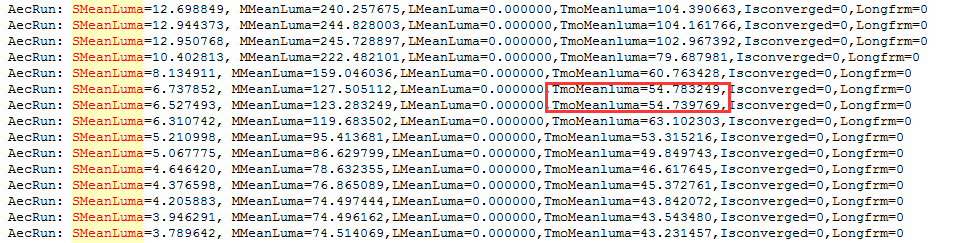 AecRun: SMeanLuma=12.698849, MMeanLuma=240.257675,LMeanLuma=0.000000,TmoMeanluma=104.390663,Isconverged=0,Longfrm=0
AecRun: SMeanLuma=12.944373, MMeanLuma=244.828003,LMeanLuma=0.000000,TmoMeanluma=104.161766,Isconverged=0,Longfrm=0
AecRun: SMeanLuma=12.950768, MMeanLuma=245.728897,LMeanLuma=0.000000,TmoMeanluma=102.967392,Isconverged=0,Longfrm=0
AecRun: SMeanLuma=10.402813, MMeanLuma=222.482101,LMeanLuma=0.000000,TmoMeanluma=79.687981,Isconverged=0,Longfrm=0
AecRun: SMeanLuma=8.134911, MMeanLuma=159.046036,LMeanLuma=0.000000,TmoMeanluma=60.763428,Isconverged=0,Longfrm=0
AecRun: SMeanLuma=6.737852, MMeanLuma=127.505112,LMeanLuma=0.000000,TmoMeanluma=54.783249,Isconverged=0,Longfrm=0
AecRun: SMeanLuma=6.527493, MMeanLuma=123.283249,LMeanLuma=0.000000,TmoMeanluma=54.739769,Isconverged=0,Longfrm=0
AecRun: SMeanLuma=6.310742, MMeanLuma=119.683502,LMeanLuma=0.000000,TmoMeanluma=63.102303,Isconverged=0,Longfrm=0
AecRun: SMeanLuma=5.210998, MMeanLuma=95.413681,LMeanLuma=0.000000,TmoMeanluma=53.315216,Isconverged=0,Longfrm=0
AecRun: SMeanLuma=5.067775, MMeanLuma=86.629799,LMeanLuma=0.000000,TmoMeanluma=49.849743,Isconverged=0,Longfrm=0
AecRun: SMeanLuma=4.646420, MMeanLuma=78.632355,LMeanLuma=0.000000,TmoMeanluma=46.617645,Isconverged=0,Longfrm=0
AecRun: SMeanLuma=4.376598, MMeanLuma=76.865089,LMeanLuma=0.000000,TmoMeanluma=45.372761,Isconverged=0,Longfrm=0
AecRun: SMeanLuma=4.205883, MMeanLuma=74.497444,LMeanLuma=0.000000,TmoMeanluma=43.842072,Isconverged=0,Longfrm=0
AecRun: SMeanLuma=3.946291, MMeanLuma=74.496162,LMeanLuma=0.000000,TmoMeanluma=43.543480,Isconverged=0,Longfrm=0
AecRun: SMeanLuma=3.789642, MMeanLuma=74.514069,LMeanLuma=0.000000,TmoMeanluma=43.231457,Isconverged=0,Longfrm=0